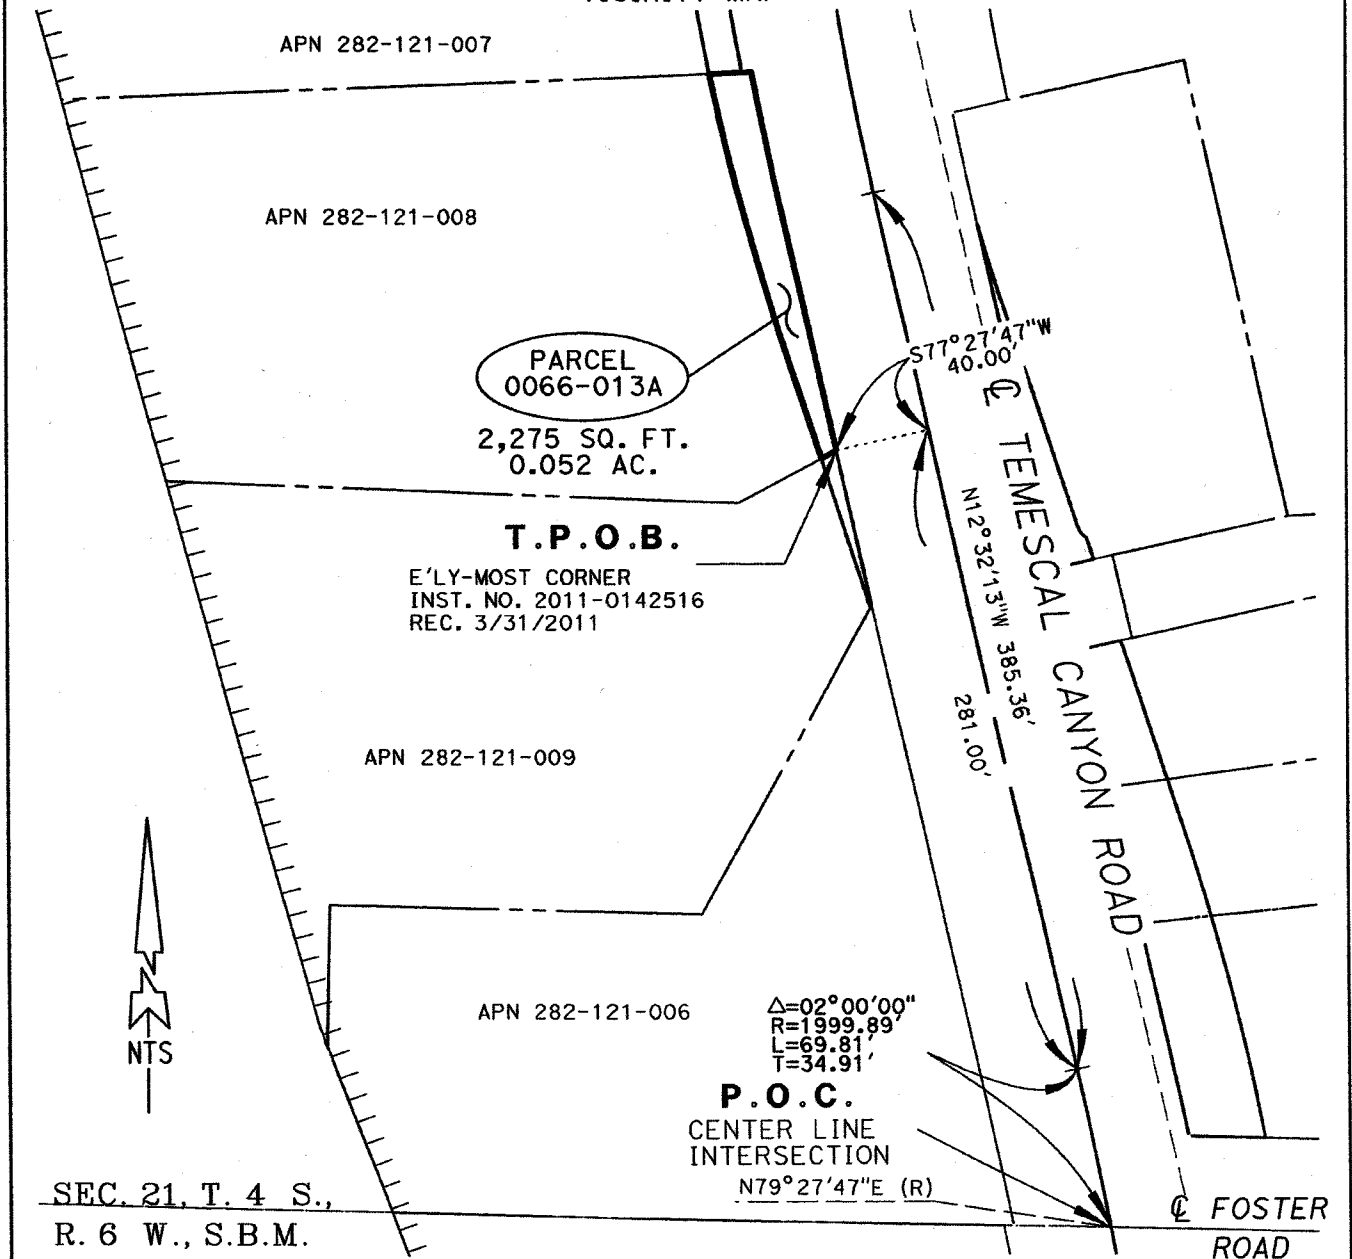 APN 282-121-007
APN 282-121-008
PARCEL
0066-013A
2,275 SQ. FT.
0.052 AC.
S77°27'47"W
40.00'
℄ TEMESCAL CANYON ROAD
N12°32'13"W 385.36'
281.00'
T.P.O.B.
E'LY-MOST CORNER
INST. NO. 2011-0142516
REC. 3/31/2011
APN 282-121-009
N
NTS
APN 282-121-006
Δ=02°00'00"
R=1999.89'
L=69.81'
T=34.91'
P.O.C.
CENTER LINE
INTERSECTION
N79°27'47"E (R)
SEC. 21, T. 4 S.,
R. 6 W., S.B.M.
℄ FOSTER
ROAD